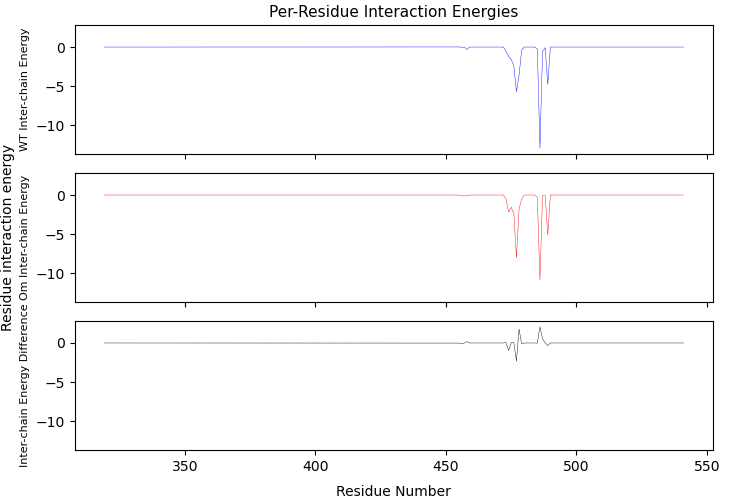 Per-Residue Interaction Energies
Residue interaction energy
WT Inter-chain Energy
0
−5
−10
Om Inter-chain Energy
0
−5
−10
Inter-chain Energy Difference
0
−5
−10
350
400
450
500
550
Residue Number